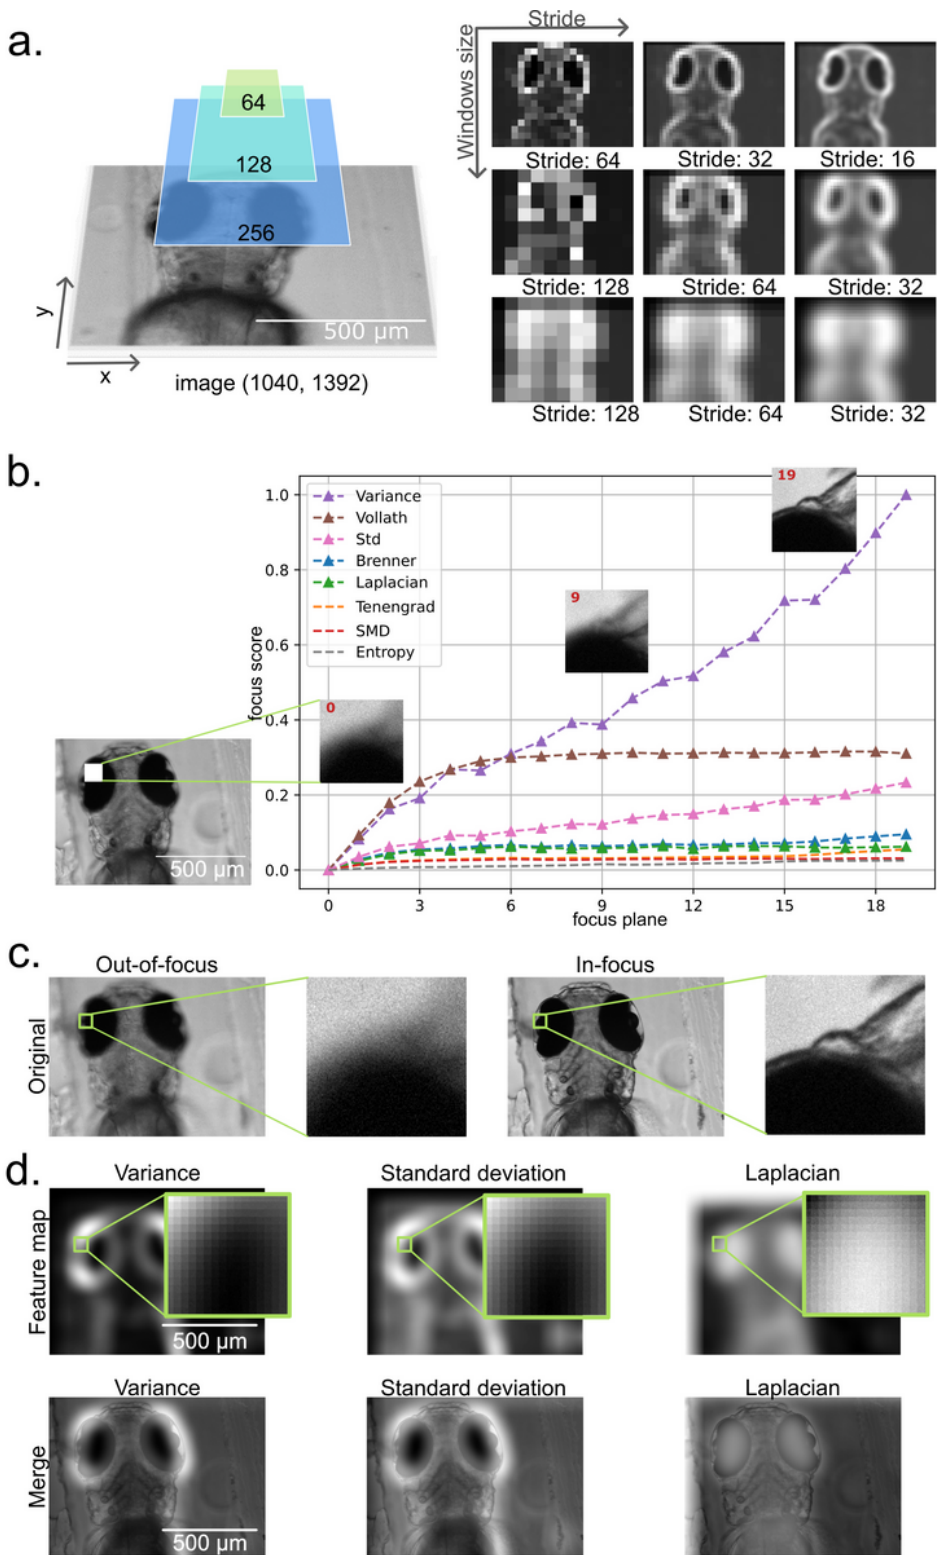 a.
64
128
256
500 μm
y
x
image (1040, 1392)
Stride
Windows size
Stride: 64
Stride: 32
Stride: 16
Stride: 128
Stride: 64
Stride: 32
Stride: 128
Stride: 64
Stride: 32
b.
focus score
1.0
0.8
0.6
0.4
0.2
0.0
Variance
Vollath
Std
Brenner
Laplacian
Tenengrad
SMD
Entropy
0
9
19
500 μm
0
3
6
9
12
15
18
focus plane
c.
Out-of-focus
In-focus
Original
d.
Variance
Standard deviation
Laplacian
Feature map
500 μm
Variance
Standard deviation
Laplacian
Merge
500 μm